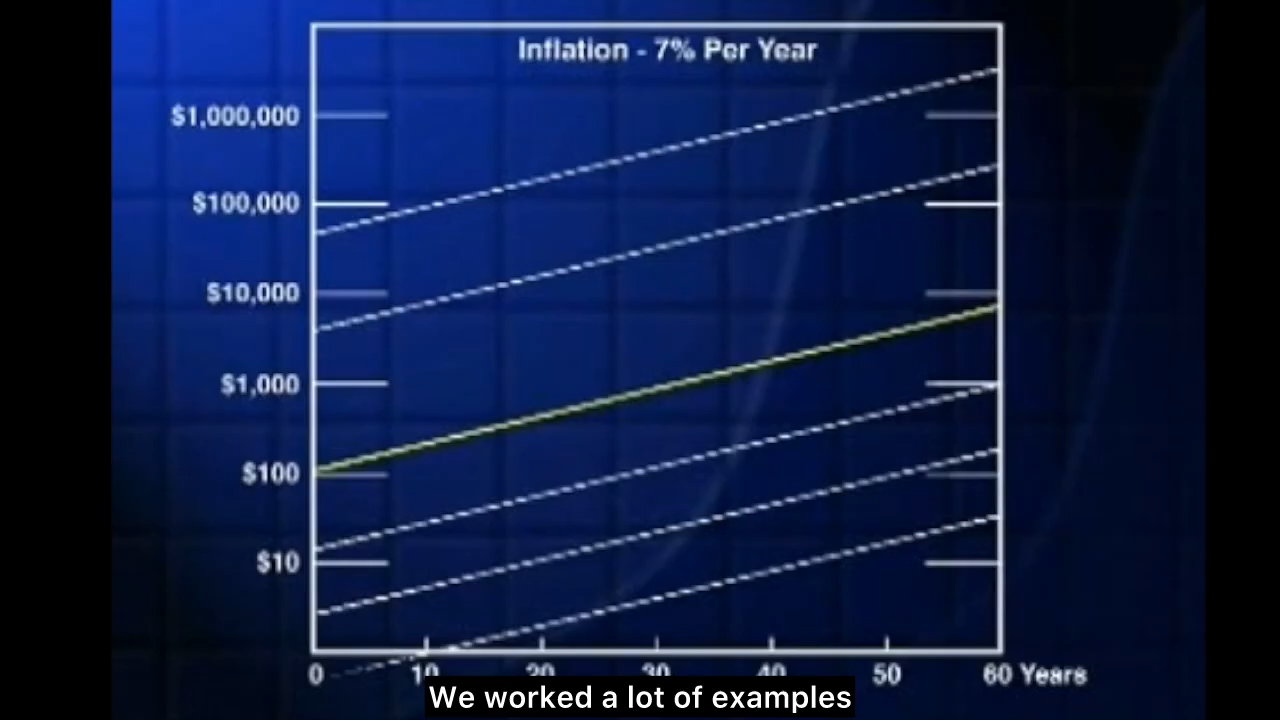 Inflation - 7% Per Year
$1,000,000
$100,000
$10,000
$1,000
$100
$10
0 10 20 30 40 50 60 Years
We worked a lot of examples